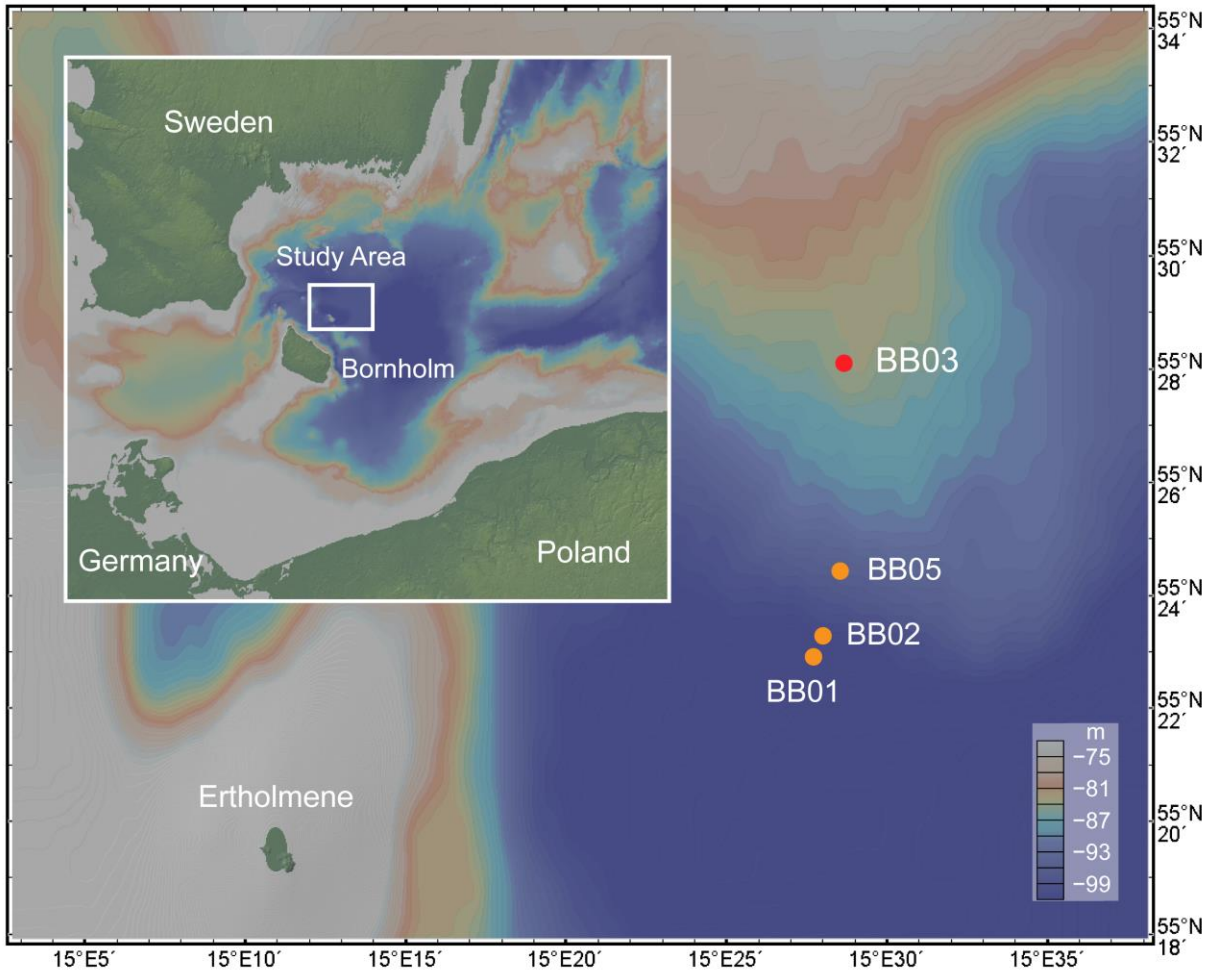 55°N
34´
Sweden
55°N
32´
Study Area
55°N
30´
Bornholm
BB03
55°N
28´
55°N
26´
Germany
Poland
BB05
55°N
24´
BB02
BB01
55°N
22´
m
−75
−81
−87
−93
−99
Ertholmene
55°N
20´
55°N
18´
15°E5´
15°E10´
15°E15´
15°E20´
15°E25´
15°E30´
15°E35´